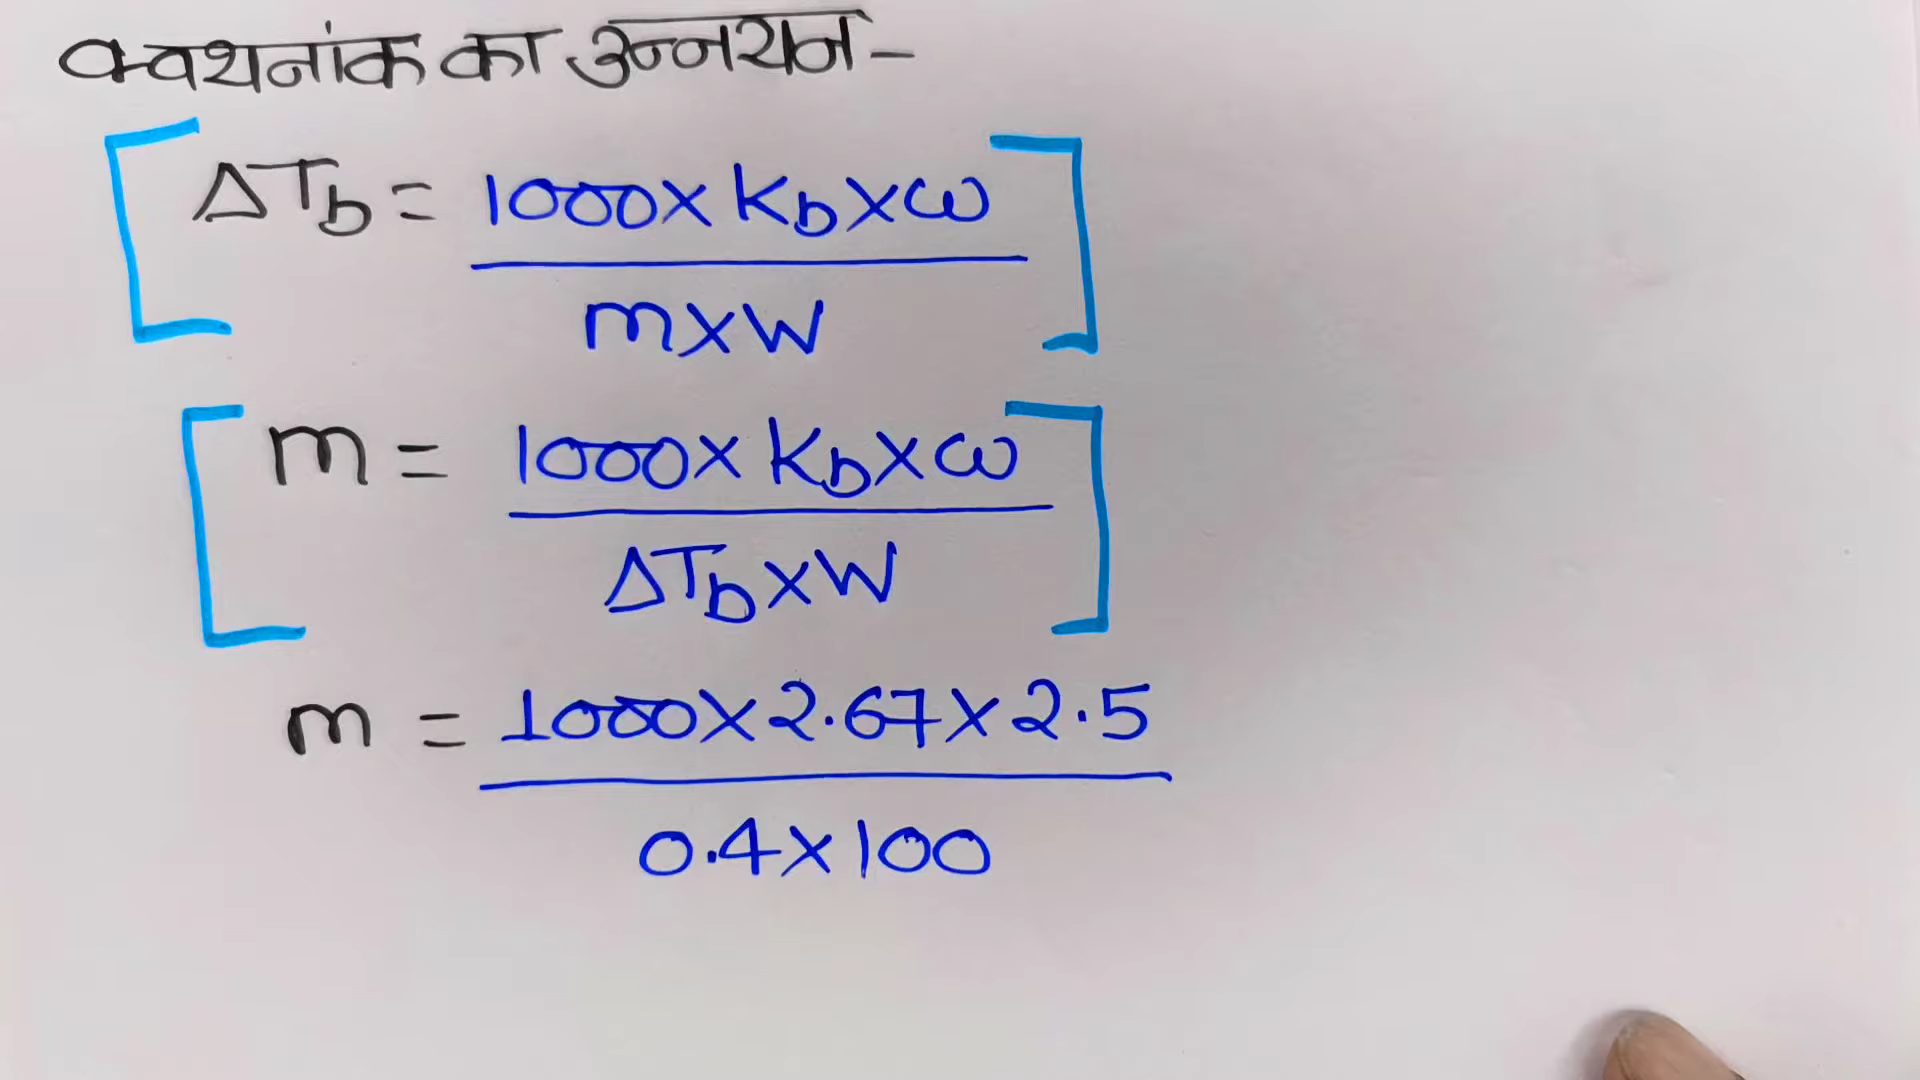 क्वथनांक का उन्नयन -
ΔTb = 1000 x Kb x ω
m x W
m = 1000 x Kb x ω
ΔTb x W
m = 1000 x 2.67 x 2.5
0.4 x 100